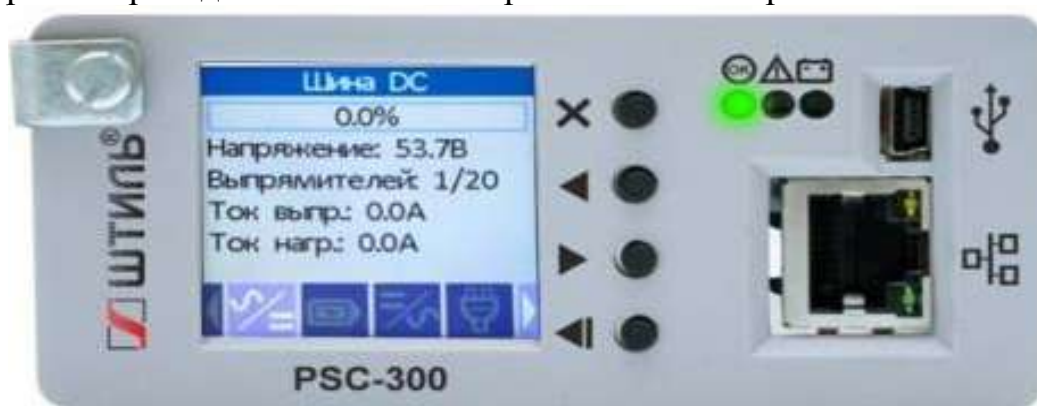 Шина DC
0.0%
Напряжение: 53.7В
Выпрямителей: 1/20
Ток выпр.: 0.0А
Ток нагр.: 0.0А
OK
ШТИЛЬ®
PSC-300